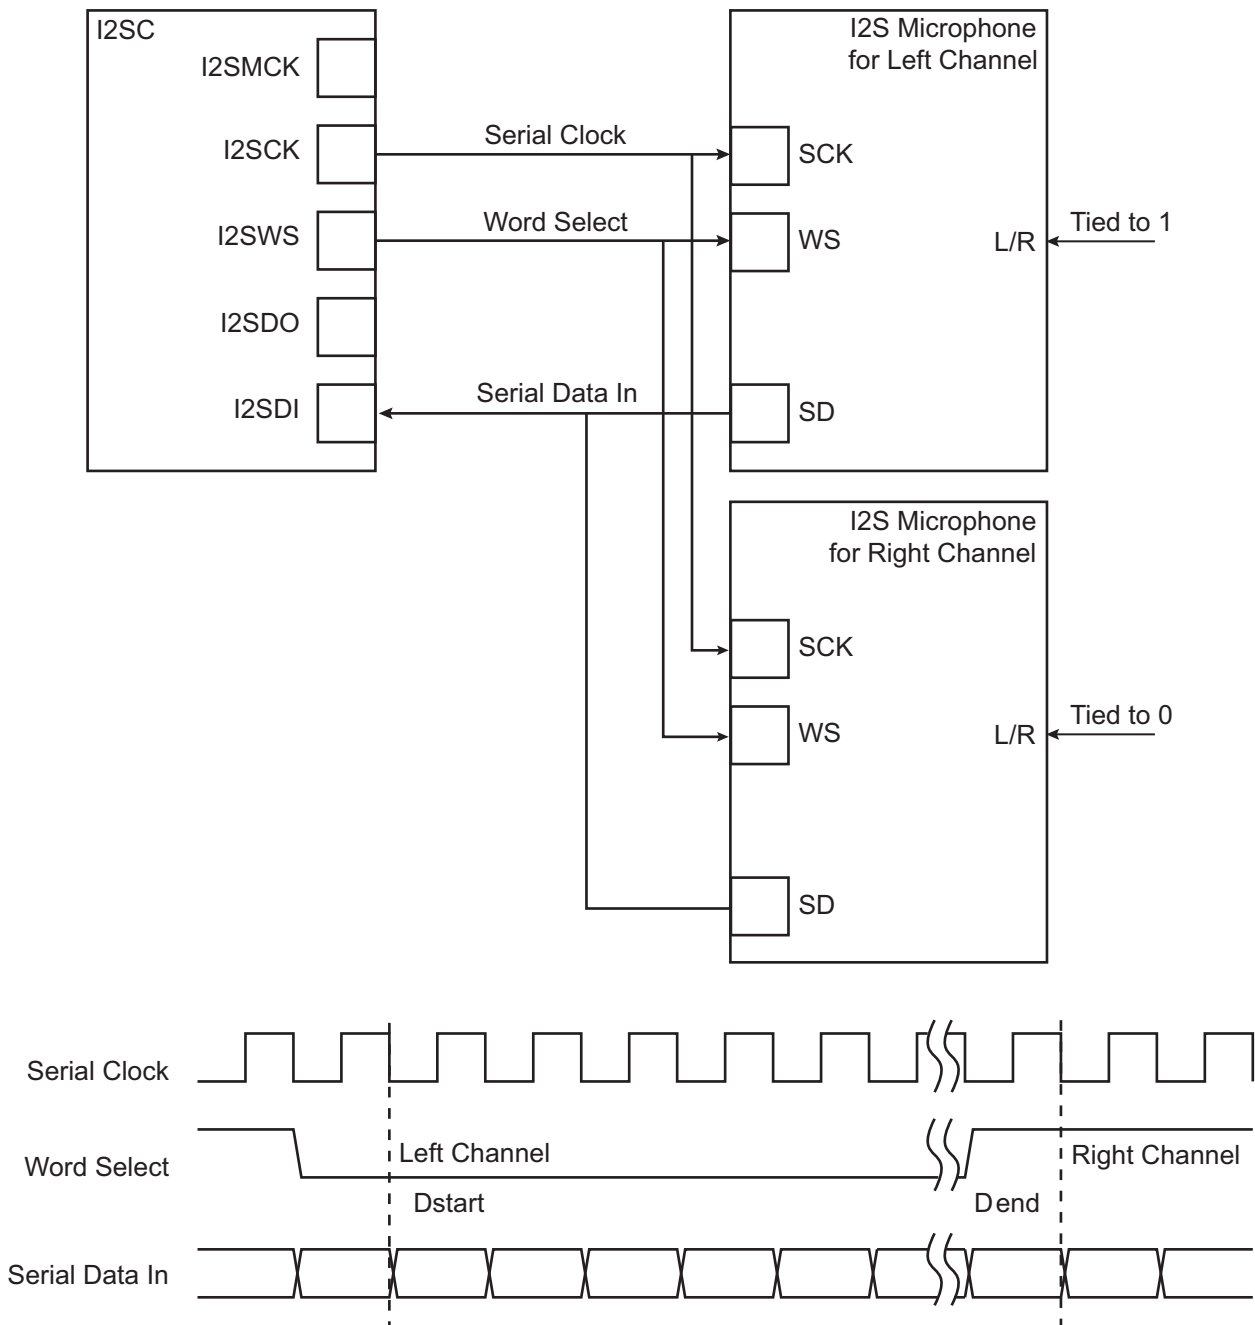 I2SC
I2SMCK
I2SCK
I2SWS
I2SDO
I2SDI
Serial Clock
Word Select
Serial Data In
I2S Microphone
for Left Channel
SCK
WS
L/R
Tied to 1
SD
I2S Microphone
for Right Channel
SCK
WS
L/R
Tied to 0
SD
Serial Clock
Word Select
Left Channel
Right Channel
Dstart
Dend
Serial Data In